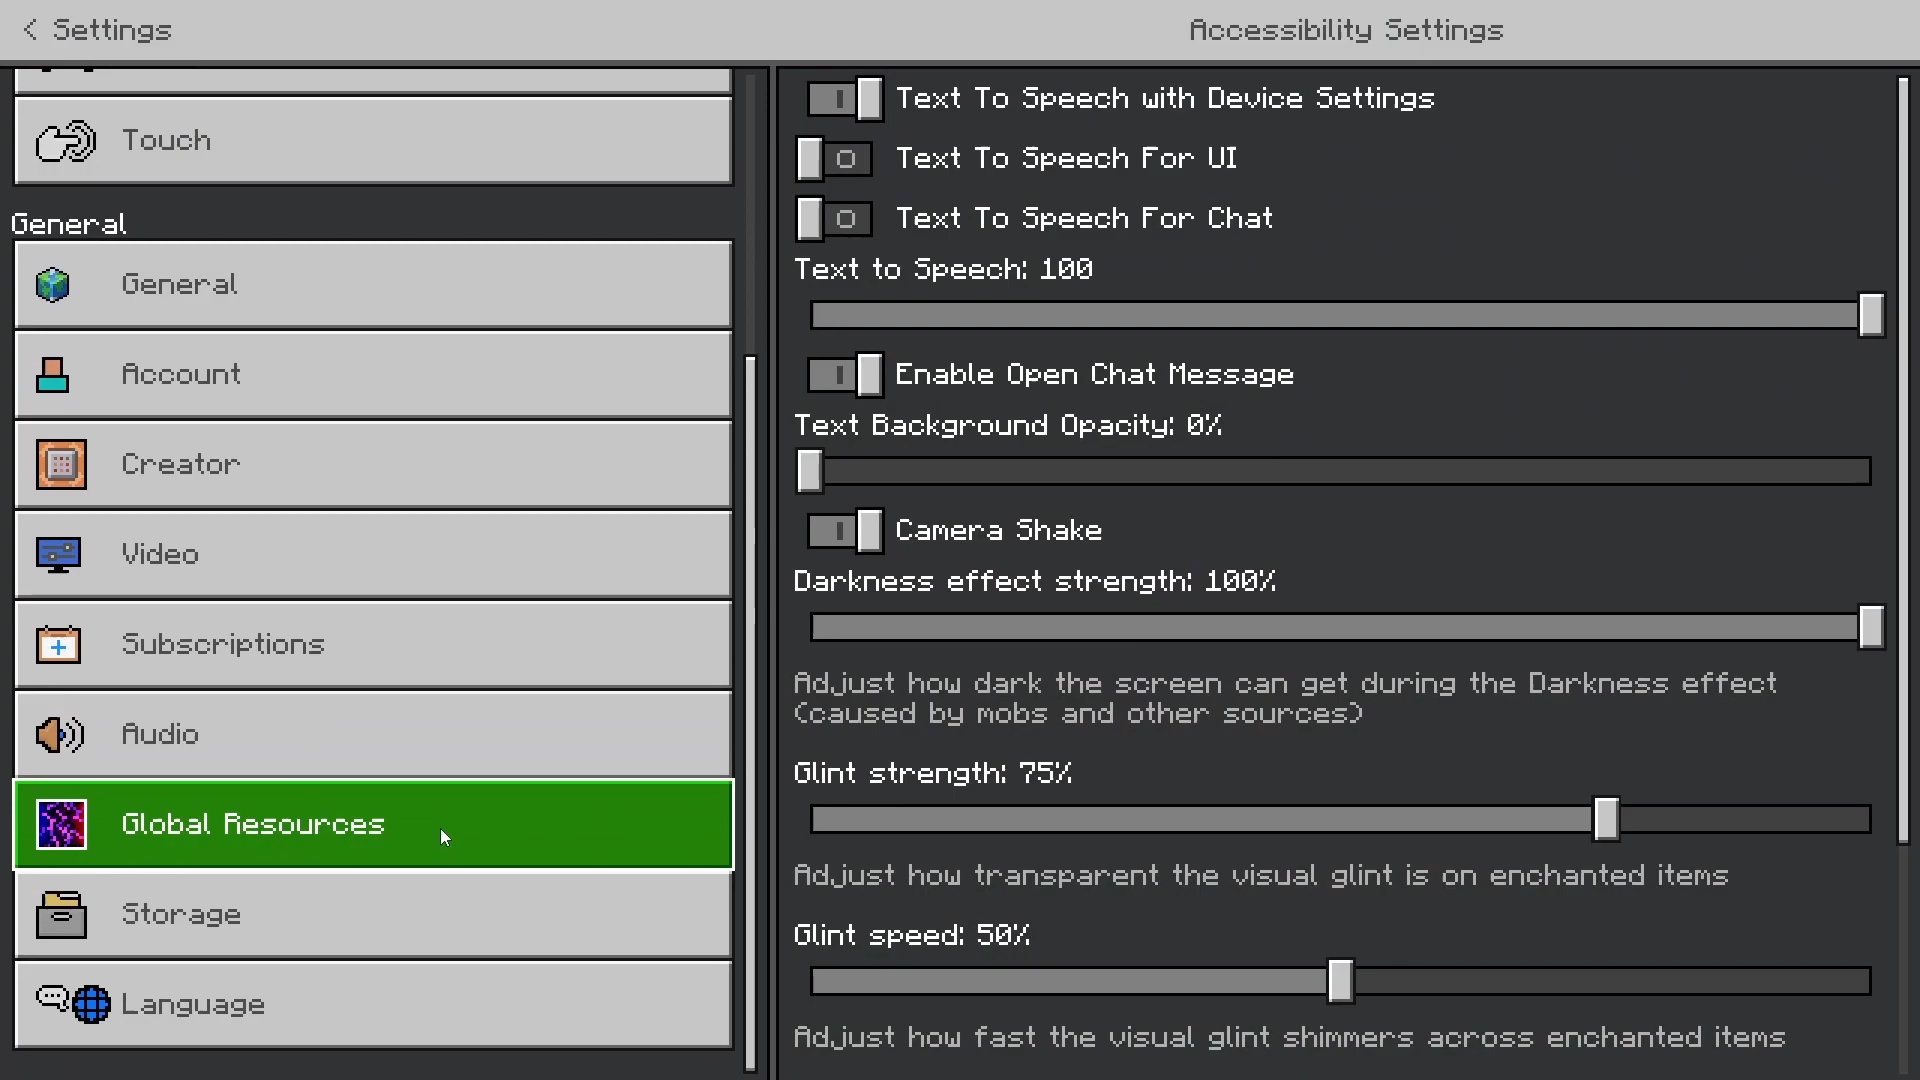 Settings
Accessibility Settings
Touch
General
General
Account
Creator
Video
Subscriptions
Audio
Global Resources
Storage
Language
Text To Speech with Device Settings
Text To Speech For UI
Text To Speech For Chat
Text to Speech: 100
Enable Open Chat Message
Text Background Opacity: 0%
Camera Shake
Darkness effect strength: 100%
Adjust how dark the screen can get during the Darkness effect
(caused by mobs and other sources)
Glint strength: 75%
Adjust how transparent the visual glint is on enchanted items
Glint speed: 50%
Adjust how fast the visual glint shimmers across enchanted items